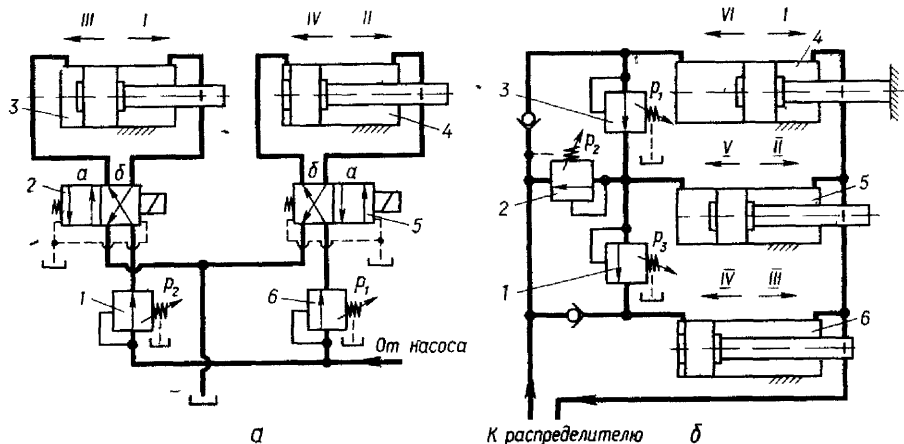 III I IV II
3 4
2 а б б а 5
1 p₂ 6 p₁
От насоса
а
VI I
4
3 p₁
p₂
V II
2 5
p₃
1
IV III
6
К распределителю б